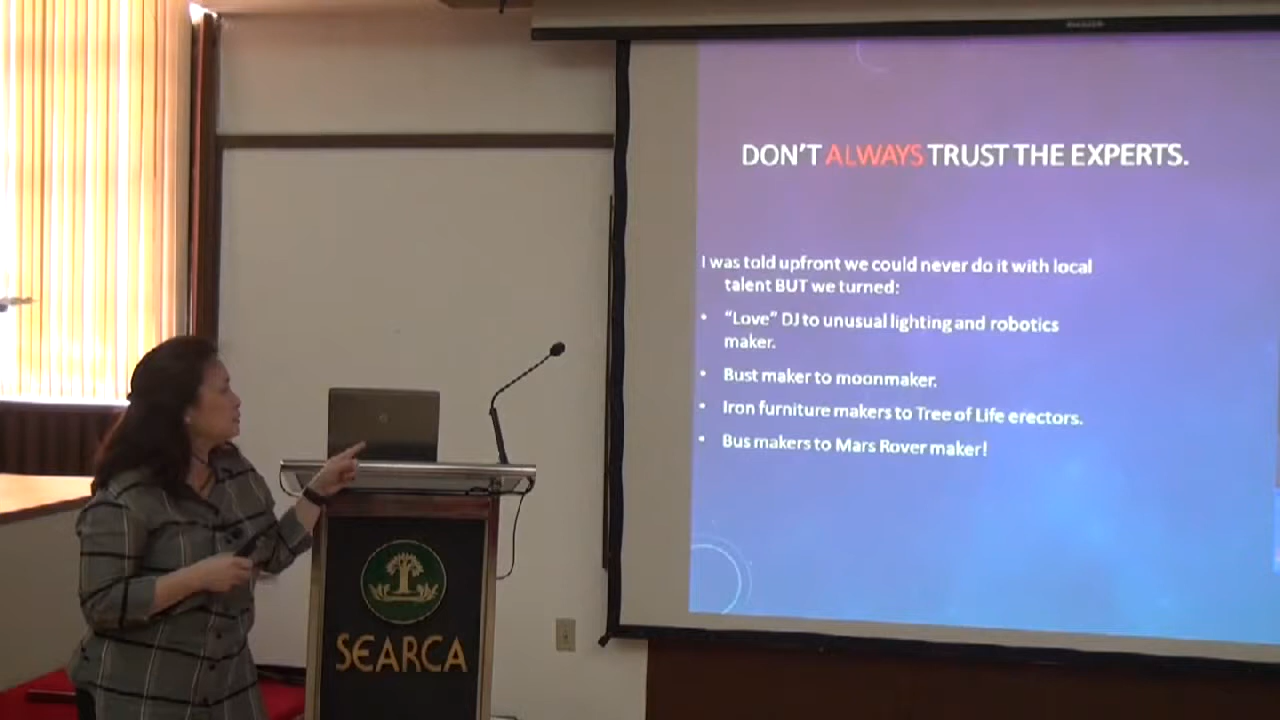 DON'T ALWAYS TRUST THE EXPERTS.
I was told upfront we could never do it with local
talent BUT we turned:
• "Love" DJ to unusual lighting and robotics
maker.
• Bust maker to moonmaker.
• Iron furniture makers to Tree of Life erectors.
• Bus makers to Mars Rover maker!
SEARCA